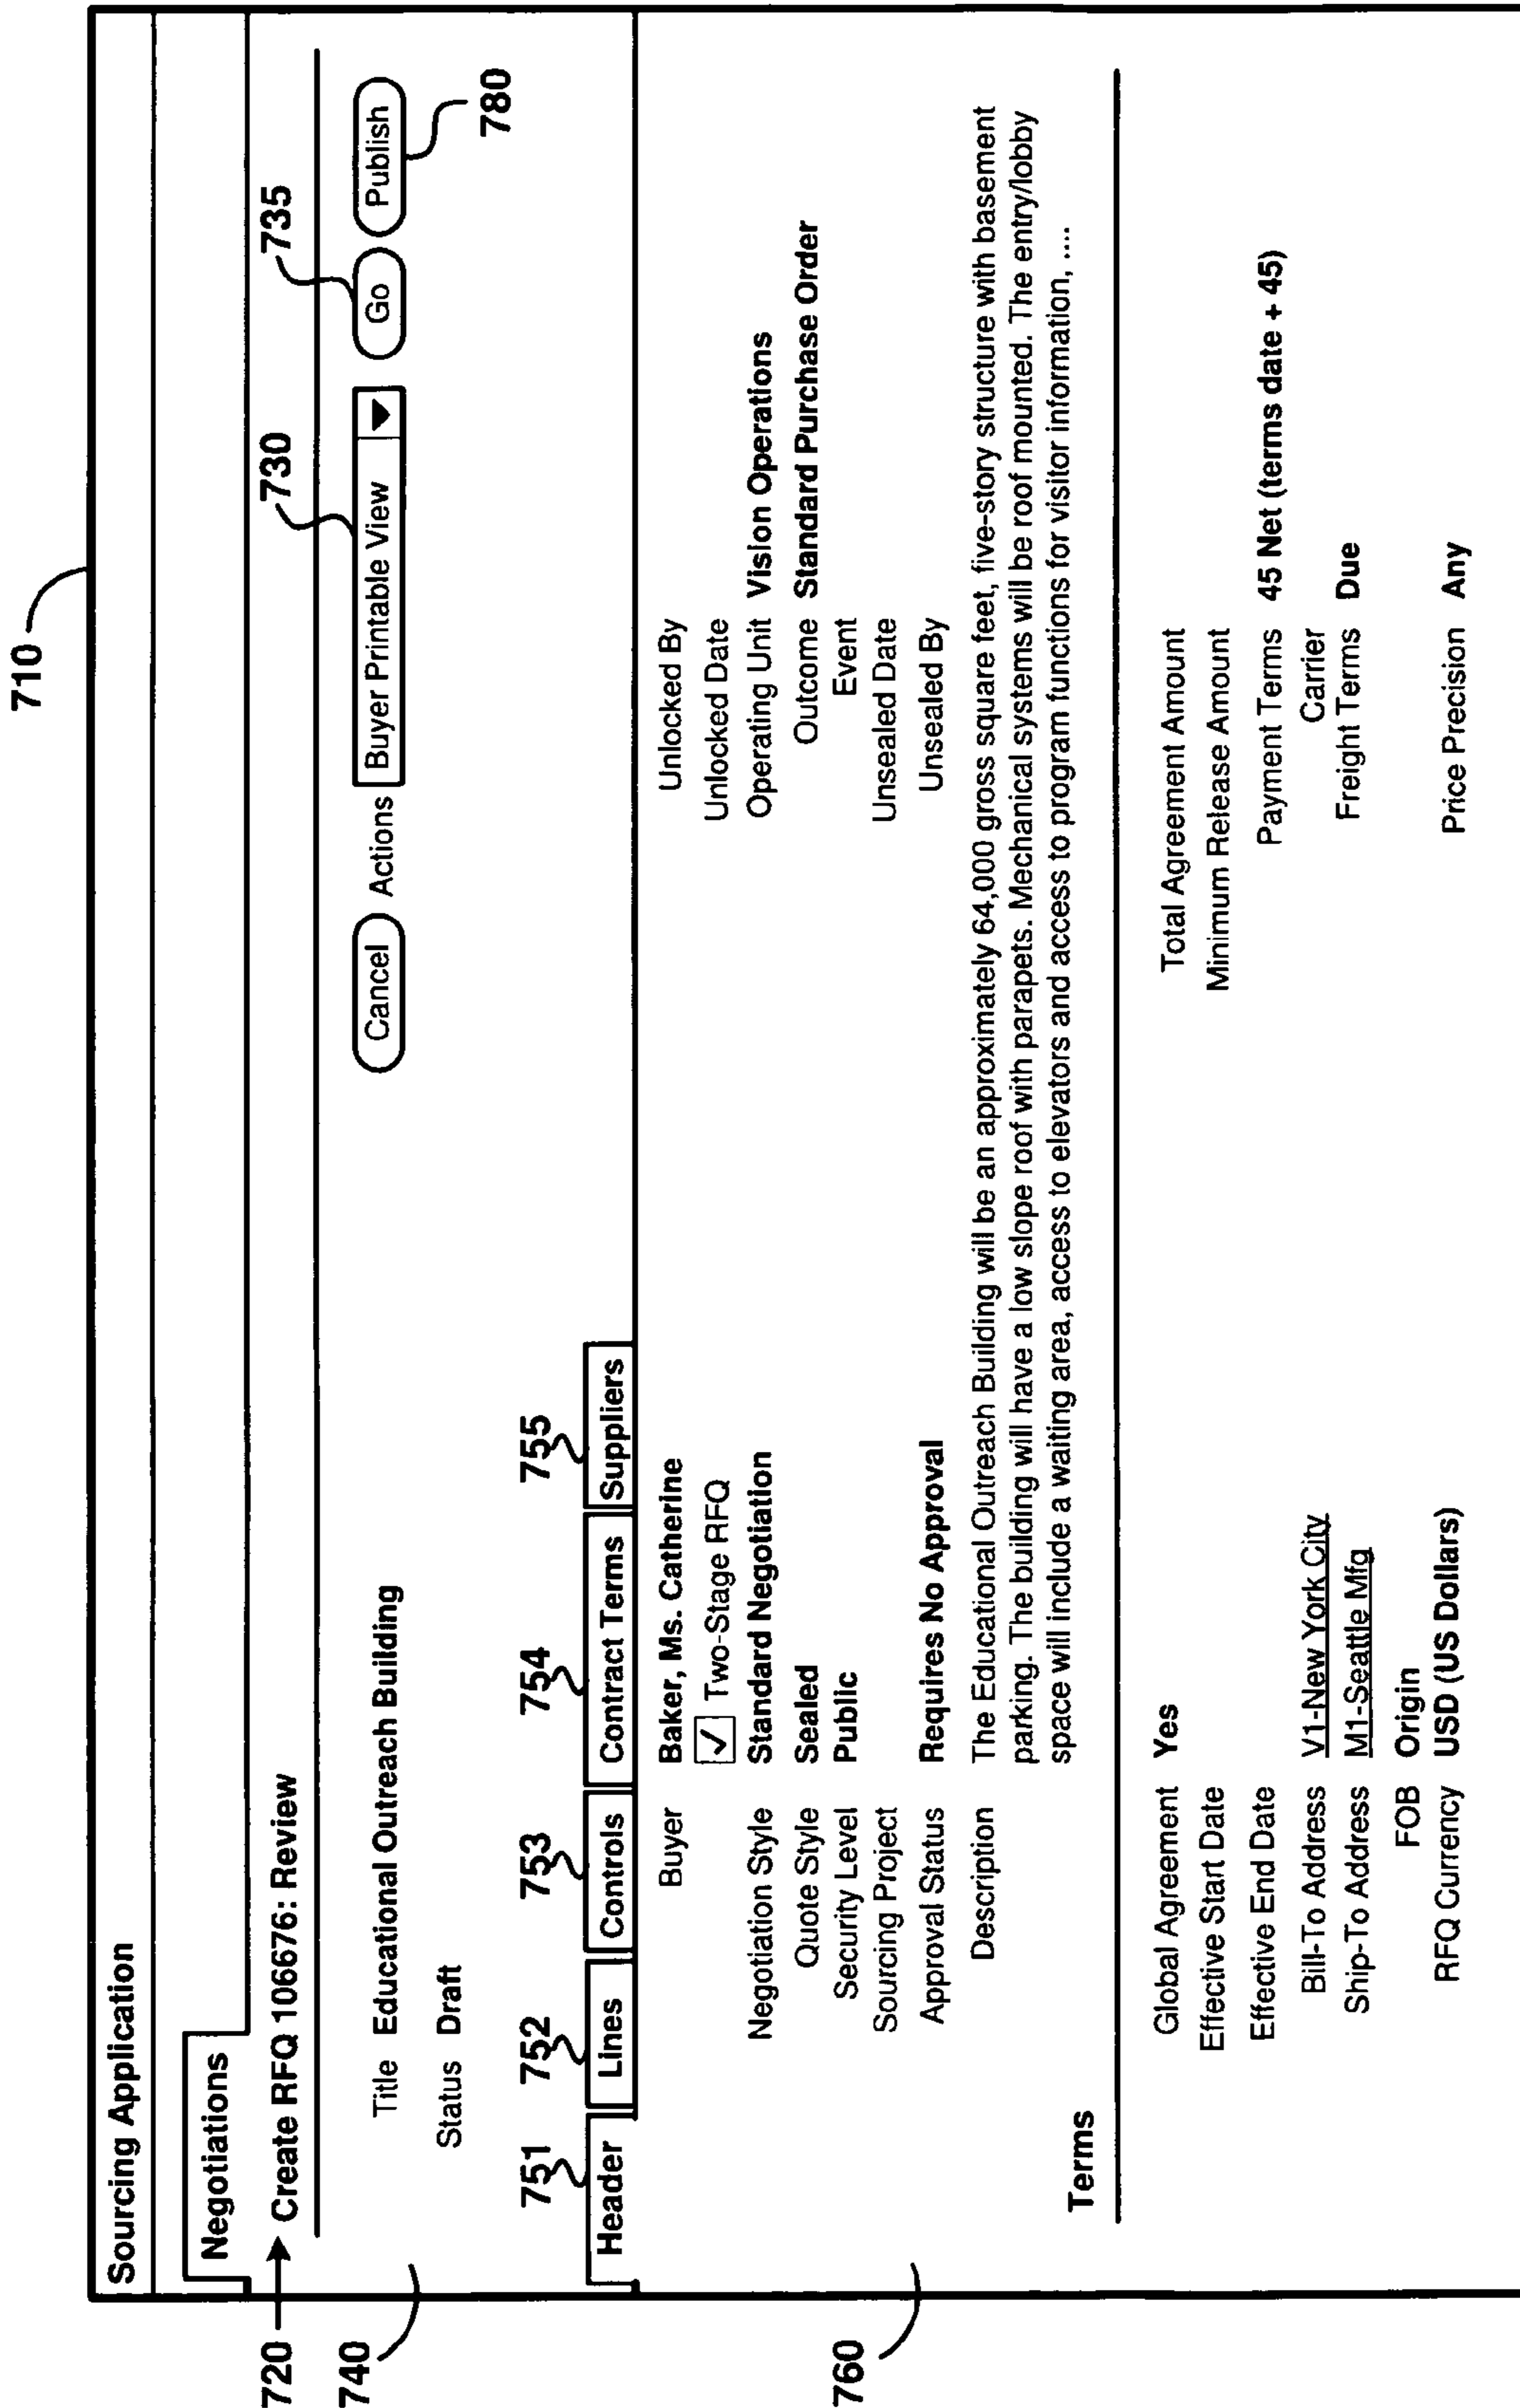 710
Sourcing Application
Negotiations
720
Create RFQ 106676: Review
730
735
Title Educational Outreach Building
Cancel Actions Buyer Printable View Go Publish
Status Draft
780
740
751 752 753 754 755
Header Lines Controls Contract Terms Suppliers
Buyer Baker, Ms. Catherine Unlocked By
✓ Two-Stage RFQ Unlocked Date
Negotiation Style Standard Negotiation Operating Unit Vision Operations
Quote Style Sealed Outcome Standard Purchase Order
Security Level Public Event
Sourcing Project Unsealed Date
Approval Status Requires No Approval Unsealed By
760
Description The Educational Outreach Building will be an approximately 64,000 gross square feet, five-story structure with basement
parking. The building will have a low slope roof with parapets. Mechanical systems will be roof mounted. The entry/lobby
space will include a waiting area, access to elevators and access to program functions for visitor information, ....
Terms
Global Agreement Yes Total Agreement Amount
Effective Start Date Minimum Release Amount
Effective End Date Payment Terms 45 Net (terms date + 45)
Bill-To Address V1-New York City Carrier
Ship-To Address M1-Seattle Mfg Freight Terms Due
FOB Origin
RFQ Currency USD (US Dollars) Price Precision Any